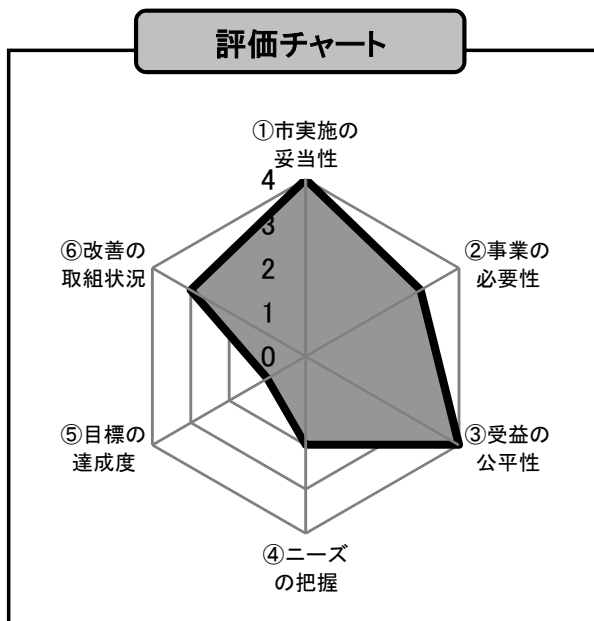 評価チャート
①市実施の
妥当性
4
3
2
1
0
②事業の
必要性
③受益の
公平性
④ニーズ
の把握
⑤目標の
達成度
⑥改善の
取組状況